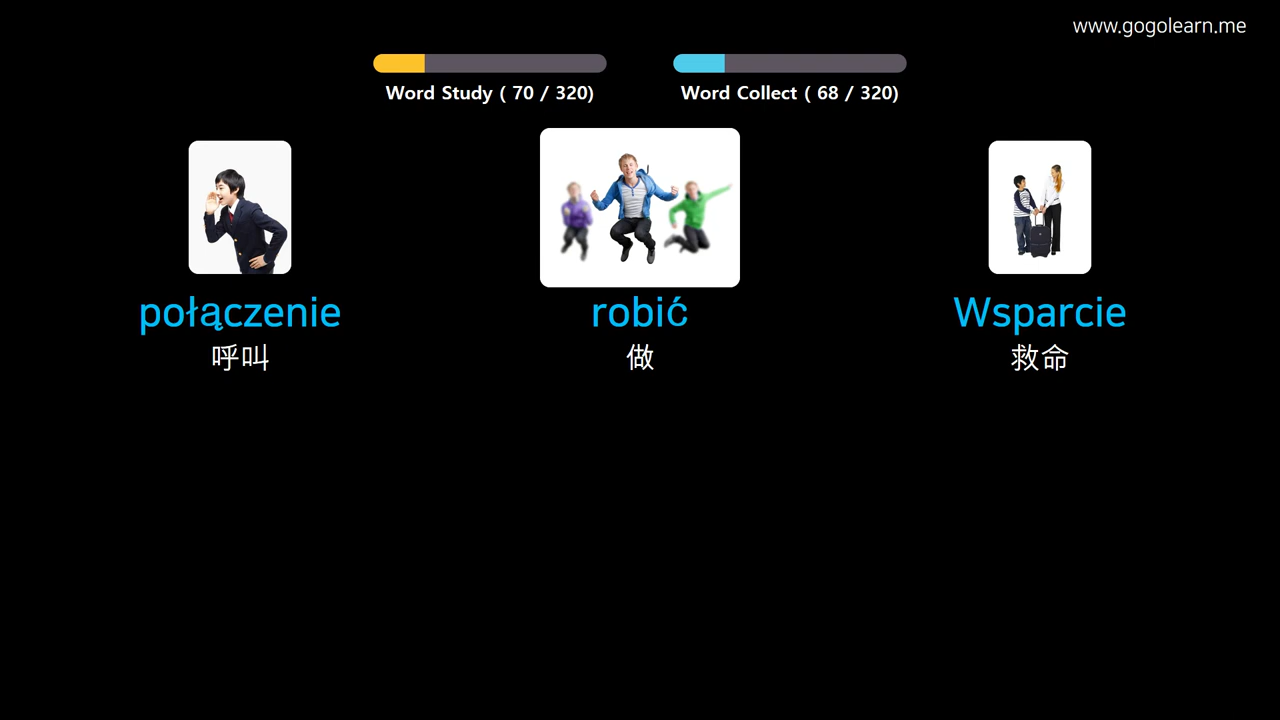 www.gogolearn.me
Word Study ( 70 / 320)
Word Collect ( 68 / 320)
połączenie
呼叫
robić
做
Wsparcie
救命